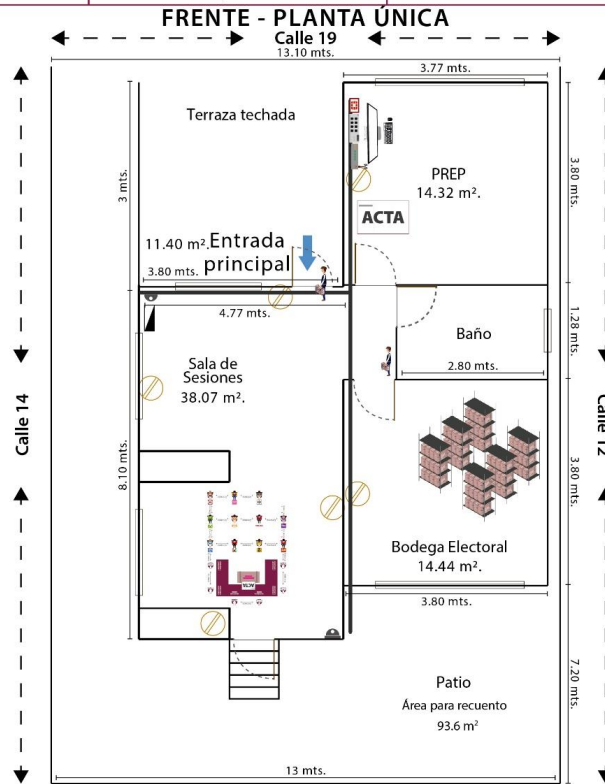 FRENTE - PLANTA ÚNICA
Calle 19
13.10 mts.
3.77 mts.
Terraza techada
3 mts.
PREP
14.32 m².
3.80 mts.
ACTA
11.40 m².
Entrada
principal
3.80 mts.
4.77 mts.
Baño
1.28 mts.
2.80 mts.
Sala de
Sesiones
38.07 m².
Calle 14
Calle 12
8.10 mts.
3.80 mts.
ACTA
Bodega Electoral
14.44 m².
3.80 mts.
Patio
Área para recuento
93.6 m²
7.20 mts.
13 mts.